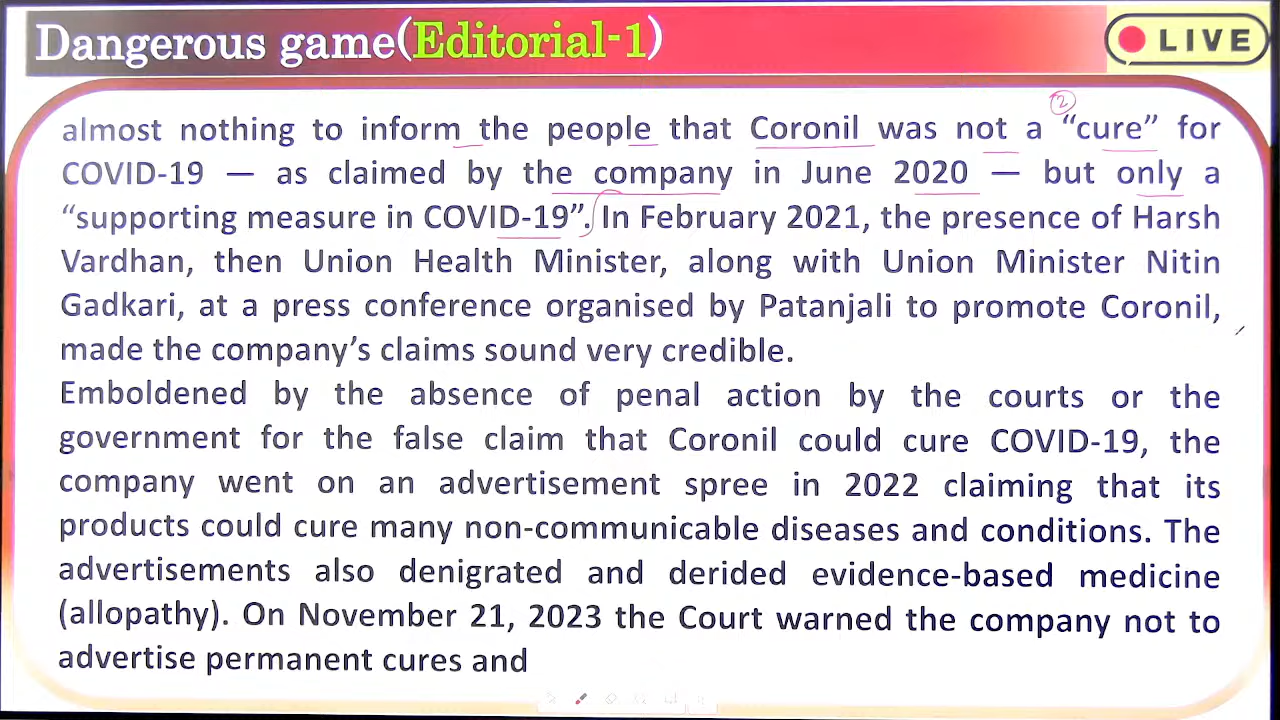 Dangerous game(Editorial-1)
LIVE
2
almost nothing to inform the people that Coronil was not a “cure” for
COVID-19 — as claimed by the company in June 2020 — but only a
“supporting measure in COVID-19”. In February 2021, the presence of Harsh
Vardhan, then Union Health Minister, along with Union Minister Nitin
Gadkari, at a press conference organised by Patanjali to promote Coronil,
made the company’s claims sound very credible.
Emboldened by the absence of penal action by the courts or the
government for the false claim that Coronil could cure COVID-19, the
company went on an advertisement spree in 2022 claiming that its
products could cure many non-communicable diseases and conditions. The
advertisements also denigrated and derided evidence-based medicine
(allopathy). On November 21, 2023 the Court warned the company not to
advertise permanent cures and